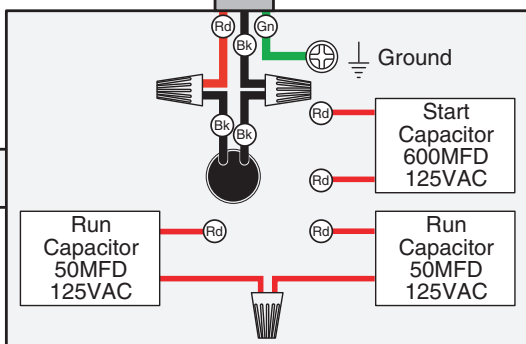 Rd
Bk
Gn
Ground
Bk
Bk
Rd
Start
Capacitor
600MFD
125VAC
Rd
Run
Capacitor
50MFD
125VAC
Rd
Rd
Run
Capacitor
50MFD
125VAC